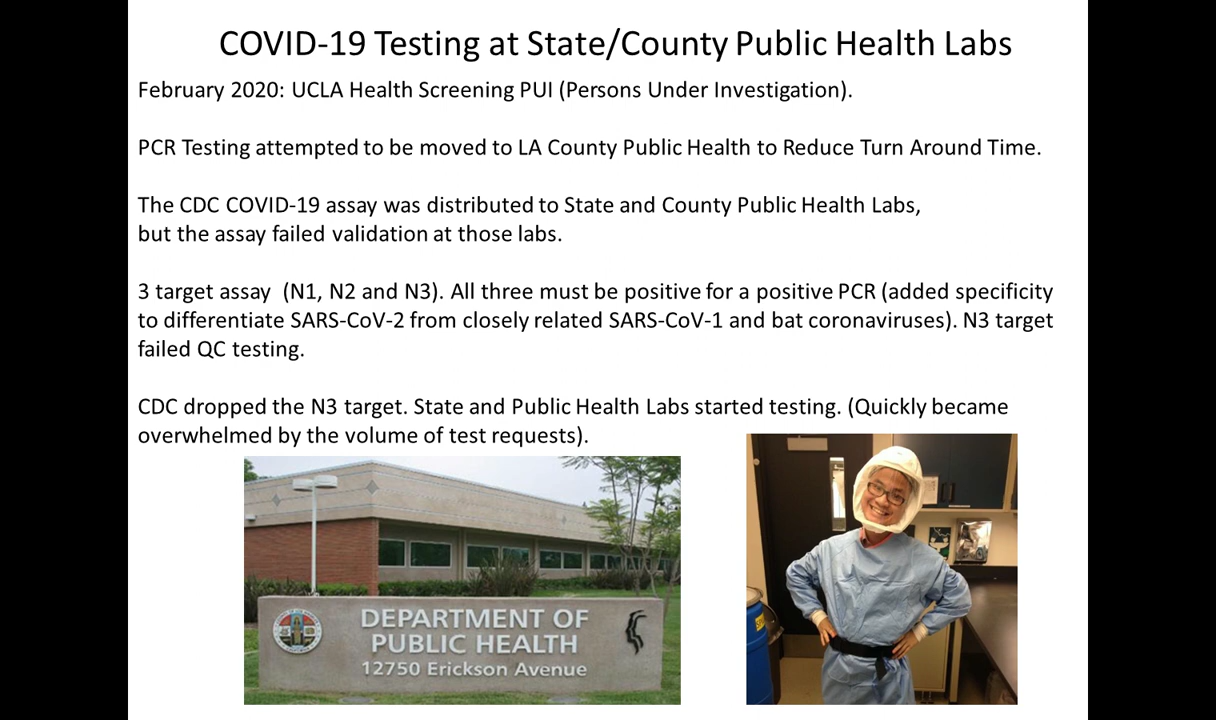 COVID-19 Testing at State/County Public Health Labs
February 2020: UCLA Health Screening PUI (Persons Under Investigation).
PCR Testing attempted to be moved to LA County Public Health to Reduce Turn Around Time.
The CDC COVID-19 assay was distributed to State and County Public Health Labs,
but the assay failed validation at those labs.
3 target assay  (N1, N2 and N3). All three must be positive for a positive PCR (added specificity
to differentiate SARS-CoV-2 from closely related SARS-CoV-1 and bat coronaviruses). N3 target
failed QC testing.
CDC dropped the N3 target. State and Public Health Labs started testing. (Quickly became
overwhelmed by the volume of test requests).
DEPARTMENT OF
PUBLIC HEALTH
12750 Erickson Avenue